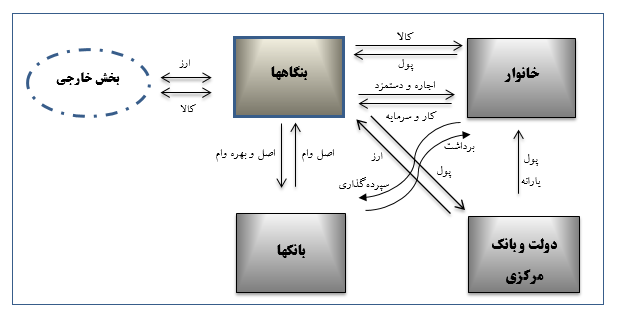 کالا
پول
خانوار
بنگاهها
ارز
کالا
بخش خارجی
اجاره و دستمزد
کار و سرمایه
اصل وام
اصل و بهره وام
ارز
پول
برداشت
سپرده‌گذاری
پول
یارانه
بانکها
دولت و بانک
مرکزی